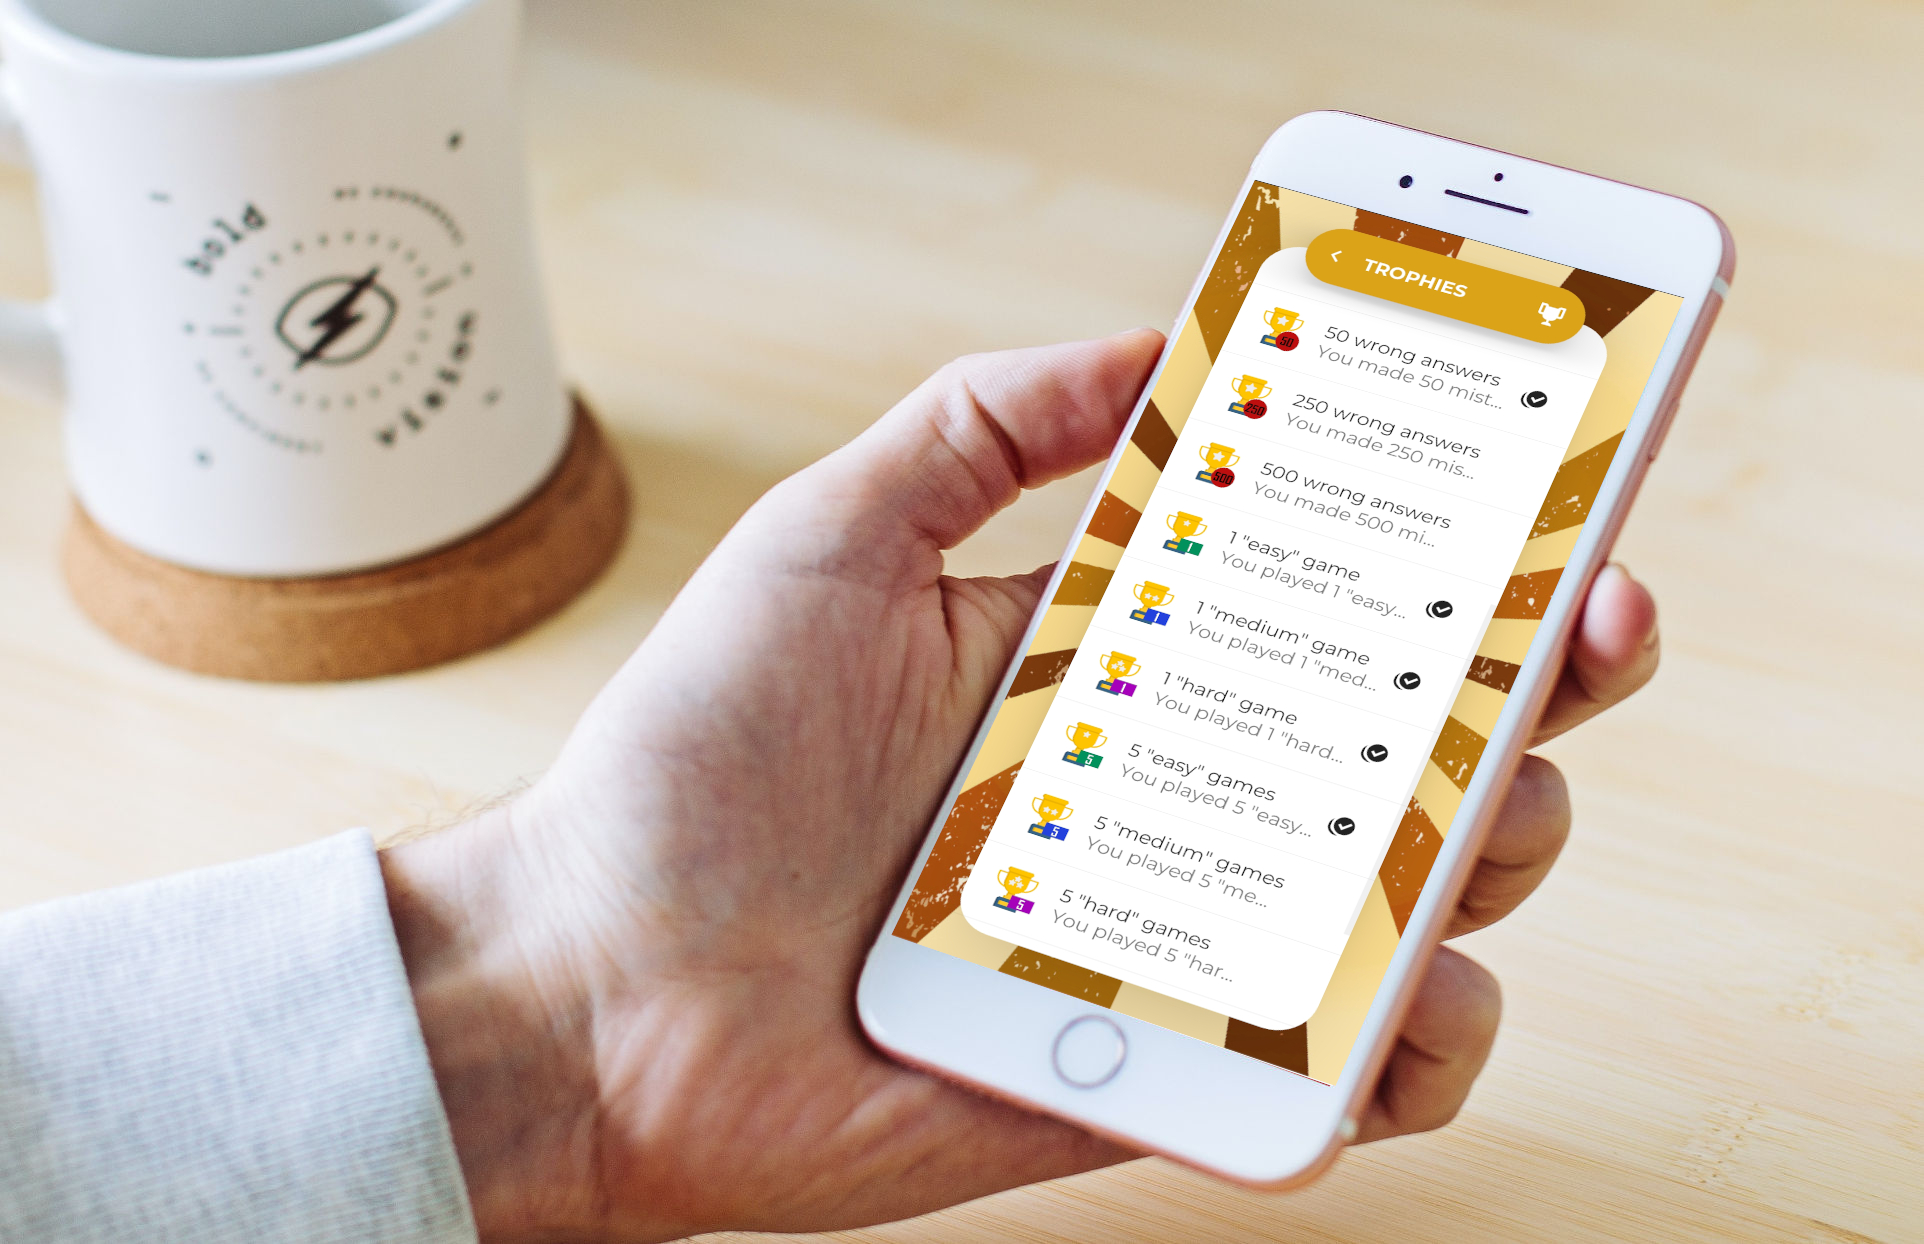 bold
vision
TROPHIES
50
50 wrong answers
You made 50 mist...
250
250 wrong answers
You made 250 mis...
500
500 wrong answers
You made 500 mi...
1
1 "easy" game
You played 1 "easy...
1
1 "medium" game
You played 1 "med...
1
1 "hard" game
You played 1 "hard...
5
5 "easy" games
You played 5 "easy...
5
5 "medium" games
You played 5 "me...
5
5 "hard" games
You played 5 "har...